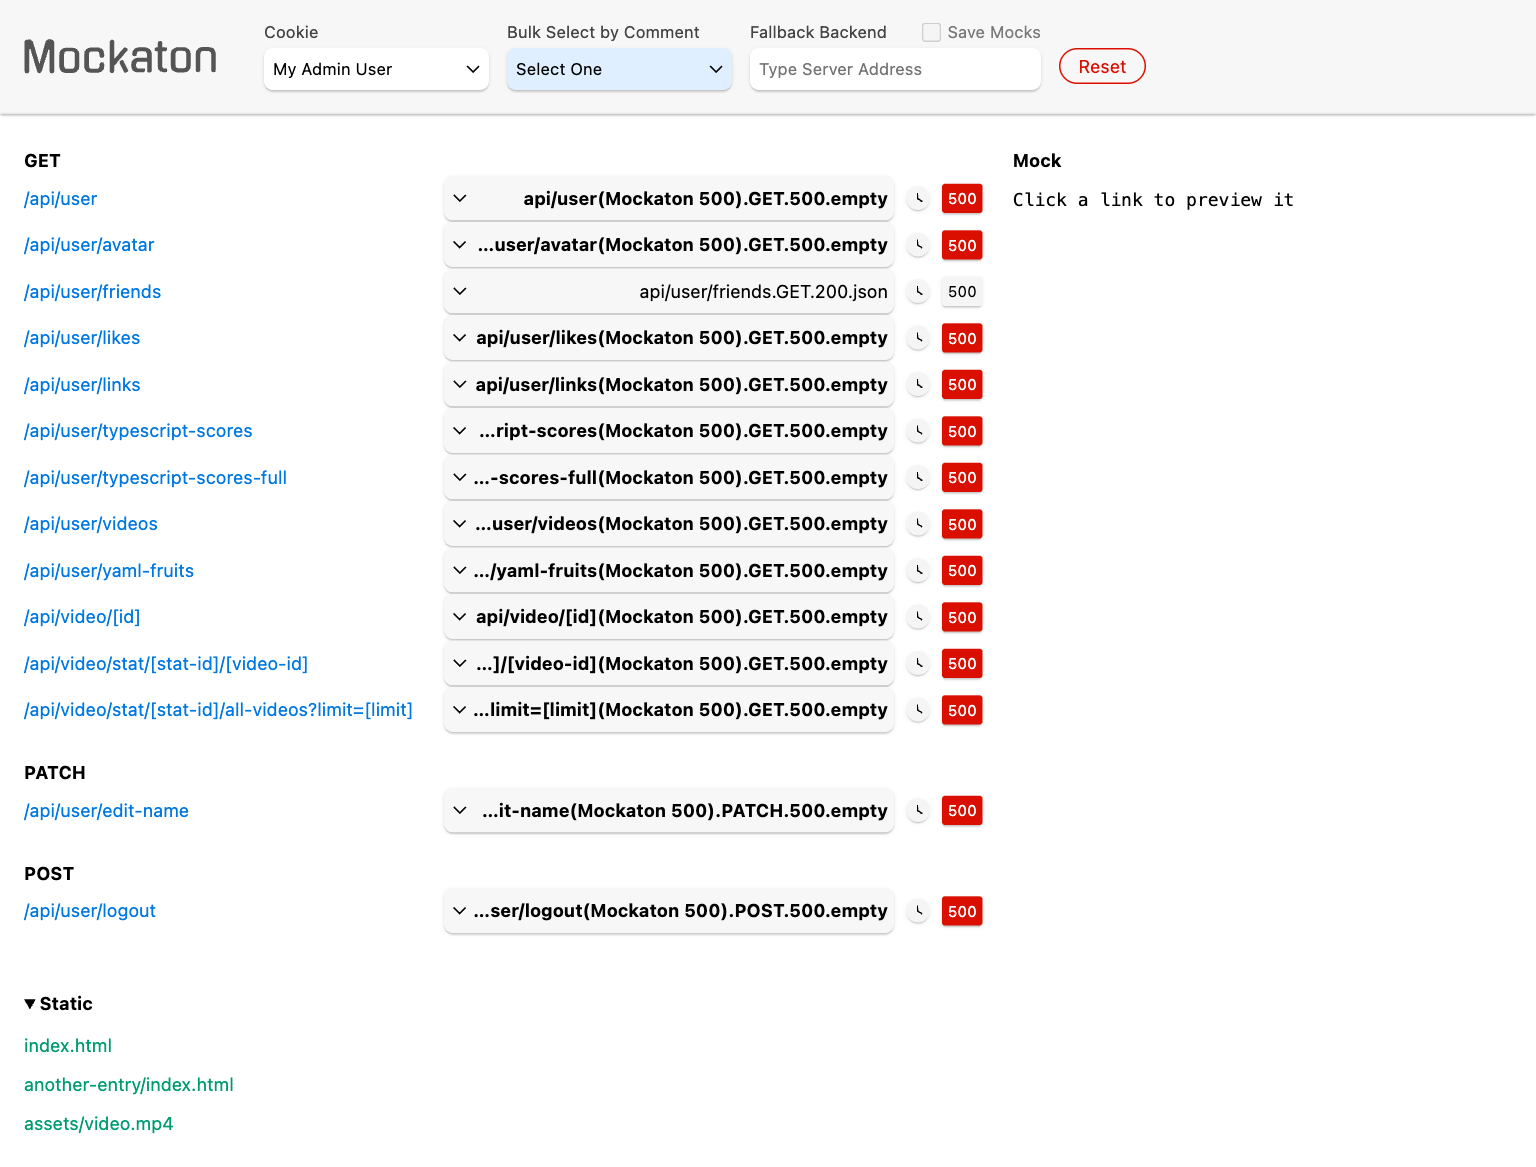 Mockaton
Cookie
My Admin User
Bulk Select by Comment
Select One
Fallback Backend
Save Mocks
Type Server Address
Reset
GET
/api/user api/user(Mockaton 500).GET.500.empty 500
/api/user/avatar ...user/avatar(Mockaton 500).GET.500.empty 500
/api/user/friends api/user/friends.GET.200.json 500
/api/user/likes api/user/likes(Mockaton 500).GET.500.empty 500
/api/user/links api/user/links(Mockaton 500).GET.500.empty 500
/api/user/typescript-scores ...ript-scores(Mockaton 500).GET.500.empty 500
/api/user/typescript-scores-full ...-scores-full(Mockaton 500).GET.500.empty 500
/api/user/videos ...user/videos(Mockaton 500).GET.500.empty 500
/api/user/yaml-fruits .../yaml-fruits(Mockaton 500).GET.500.empty 500
/api/video/[id] api/video/[id](Mockaton 500).GET.500.empty 500
/api/video/stat/[stat-id]/[video-id] ...]/[video-id](Mockaton 500).GET.500.empty 500
/api/video/stat/[stat-id]/all-videos?limit=[limit] ...limit=[limit](Mockaton 500).GET.500.empty 500
PATCH
/api/user/edit-name ...it-name(Mockaton 500).PATCH.500.empty 500
POST
/api/user/logout ...ser/logout(Mockaton 500).POST.500.empty 500
Static
index.html
another-entry/index.html
assets/video.mp4
Mock
Click a link to preview it